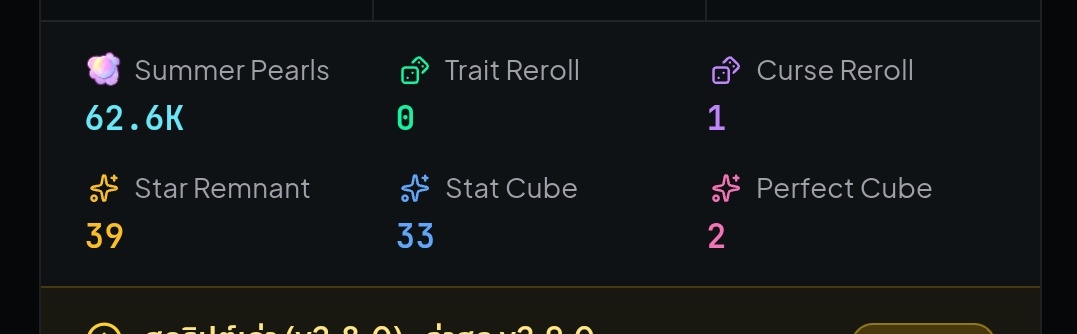 Summer Pearls Trait Reroll Curse Reroll
62.6K 0 1
Star Remnant Stat Cube Perfect Cube
39 33 2